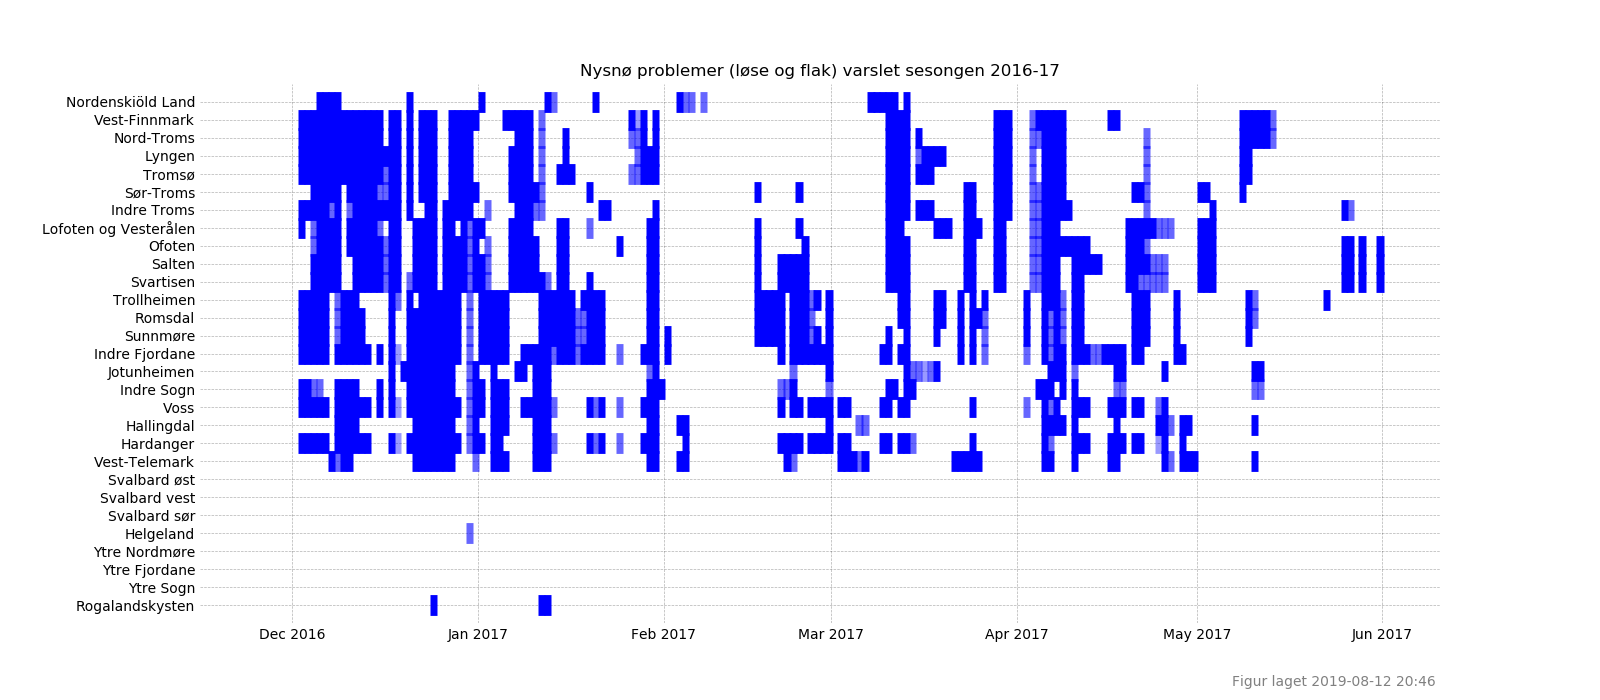 Nysnø problemer (løse og flak) varslet sesongen 2016-17
Nordenskiöld Land
Vest-Finnmark
Nord-Troms
Lyngen
Tromsø
Sør-Troms
Indre Troms
Lofoten og Vesterålen
Ofoten
Salten
Svartisen
Trollheimen
Romsdal
Sunnmøre
Indre Fjordane
Jotunheimen
Indre Sogn
Voss
Hallingdal
Hardanger
Vest-Telemark
Svalbard øst
Svalbard vest
Svalbard sør
Helgeland
Ytre Nordmøre
Ytre Fjordane
Ytre Sogn
Rogalandskysten
Dec 2016 Jan 2017 Feb 2017 Mar 2017 Apr 2017 May 2017 Jun 2017
Figur laget 2019-08-12 20:46